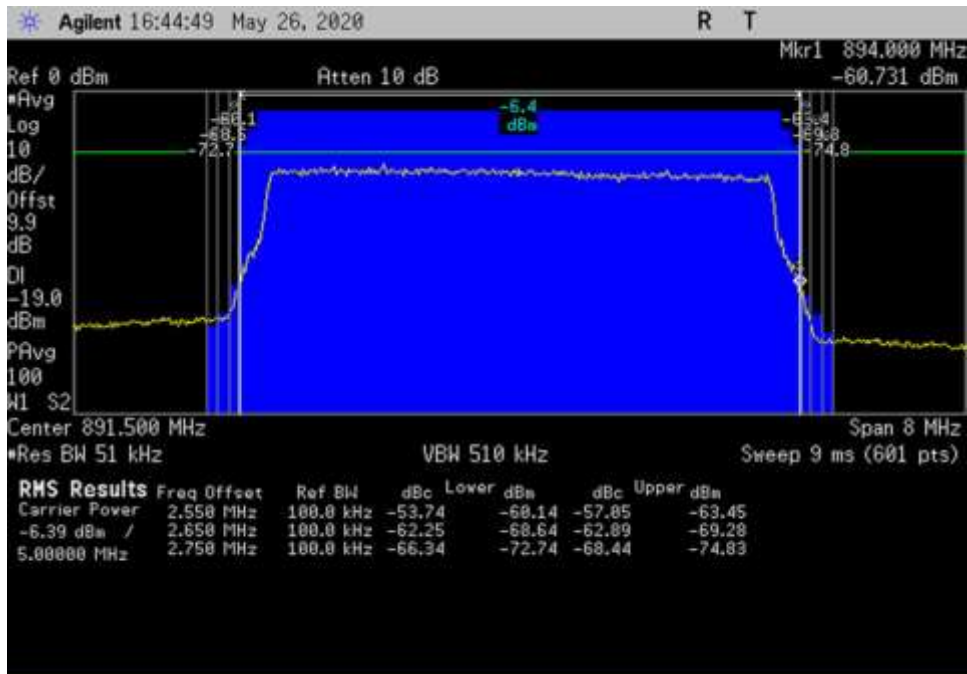 Agilent 16:44:49 May 26, 2020 R T
Mkr1 894.000 MHz
Ref 0 dBm Atten 10 dB -60.731 dBm
*Avg
Log
10
dB/
Offst
9.9
dB
DI
-19.0
dBm
PAvg
100
W1 S2
-6.4
dBm
-72.7
-74.8
Center 891.500 MHz Span 8 MHz
*Res BW 51 kHz VBW 510 kHz Sweep 9 ms (601 pts)
RMS Results Freq Offset Ref BW dBc Lower dBm dBc Upper dBm
Carrier Power 2.550 MHz 100.0 kHz -53.74 -60.14 -57.05 -63.45
-6.39 dBm / 2.650 MHz 100.0 kHz -62.25 -68.64 -62.89 -69.28
5.00000 MHz 2.750 MHz 100.0 kHz -66.34 -72.74 -68.44 -74.83